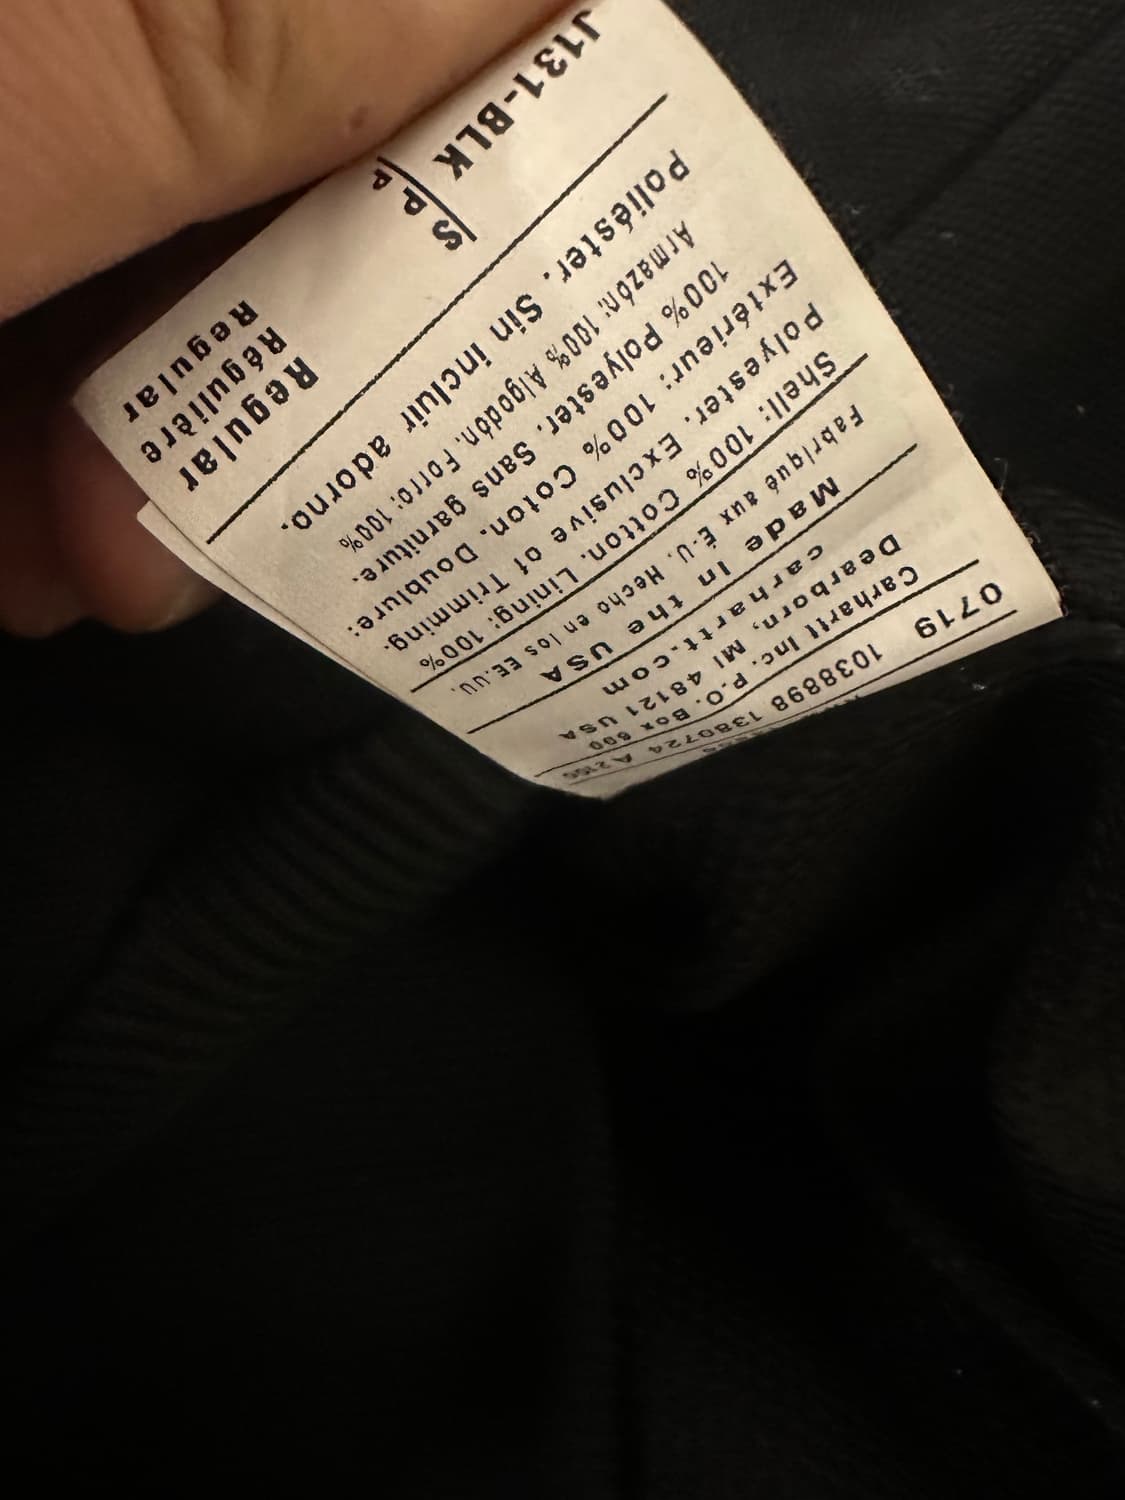 J131-BLK
S
P
P
Regular
Régulière
Regular
Poliéster. Sin incluir adorno.
Armazón: 100% Algodón. Forro: 100%
100% Polyester. Sans garniture.
Extérieur: 100% Coton. Doublure:
Polyester. Exclusive of Trimming.
Shell: 100% Cotton. Lining: 100%
Fabriqué aux É.-U. Hecho en los EE.UU.
Made in the USA
carhartt.com
Dearborn, MI 48121 USA
Carhartt Inc. P.O. Box 600
0719
1038898 1380724 A